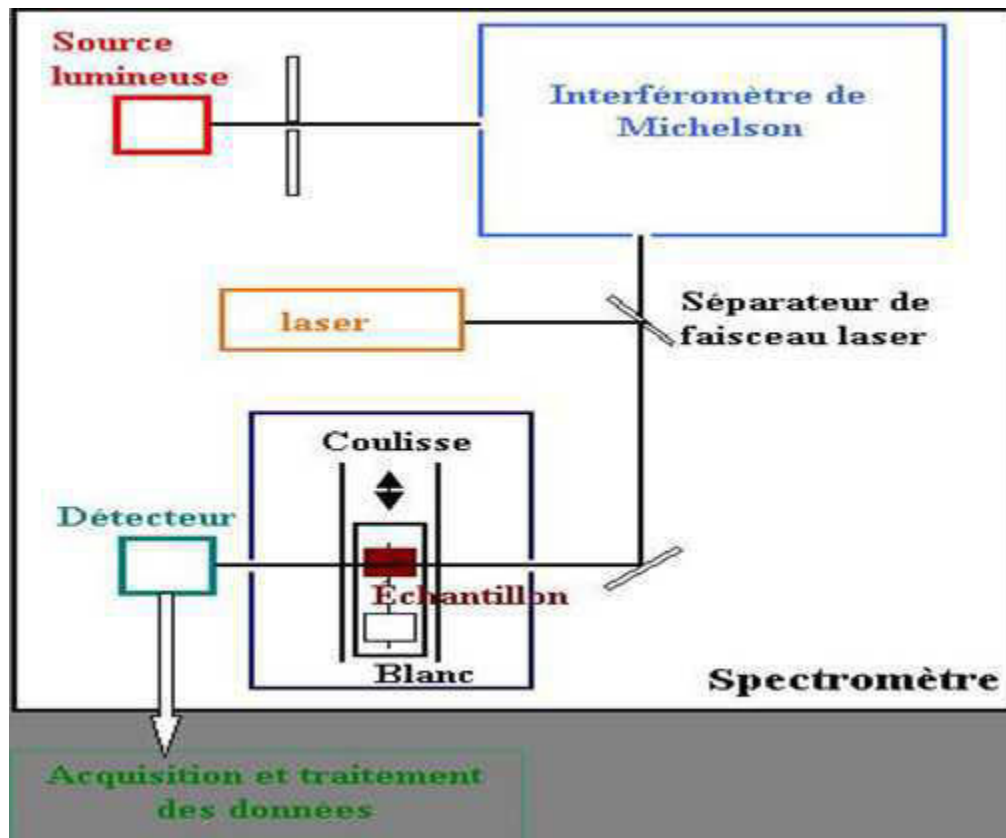 Source
lumineuse
Interféromètre de
Michelson
laser
Séparateur de
faisceau laser
Coulisse
Détecteur
Échantillon
Blanc
Spectromètre
Acquisition et traitement
des données